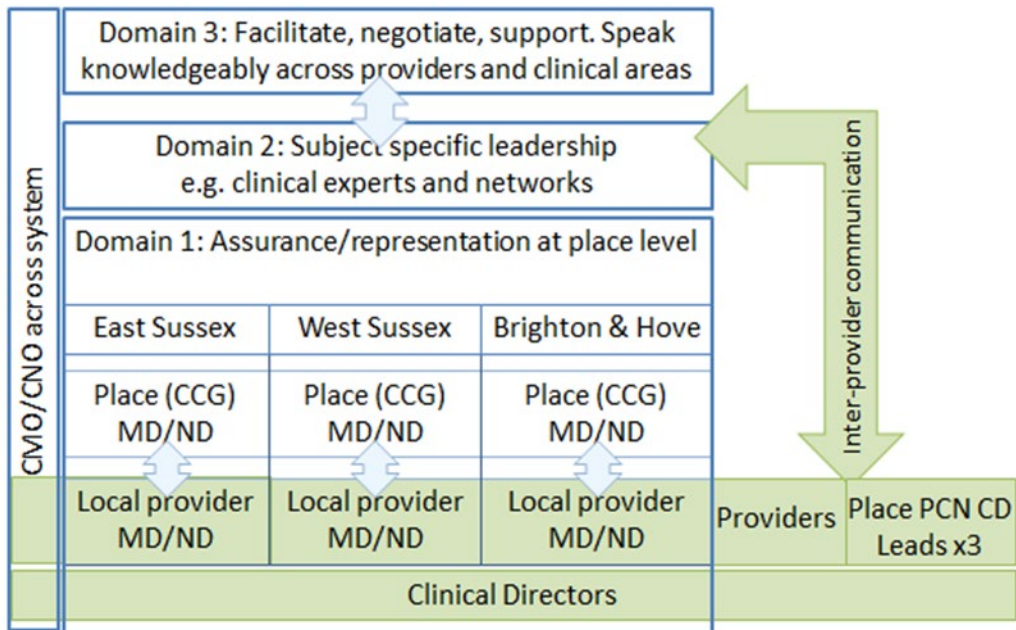 Domain 3: Facilitate, negotiate, support. Speak
knowledgeably across providers and clinical areas
Domain 2: Subject specific leadership
e.g. clinical experts and networks
Domain 1: Assurance/representation at place level
East Sussex
West Sussex
Brighton & Hove
Place (CCG)
MD/ND
Place (CCG)
MD/ND
Place (CCG)
MD/ND
Local provider
MD/ND
Local provider
MD/ND
Local provider
MD/ND
Providers
Place PCN CD
Leads x3
Clinical Directors
CMO/CNO across system
Inter-provider communication